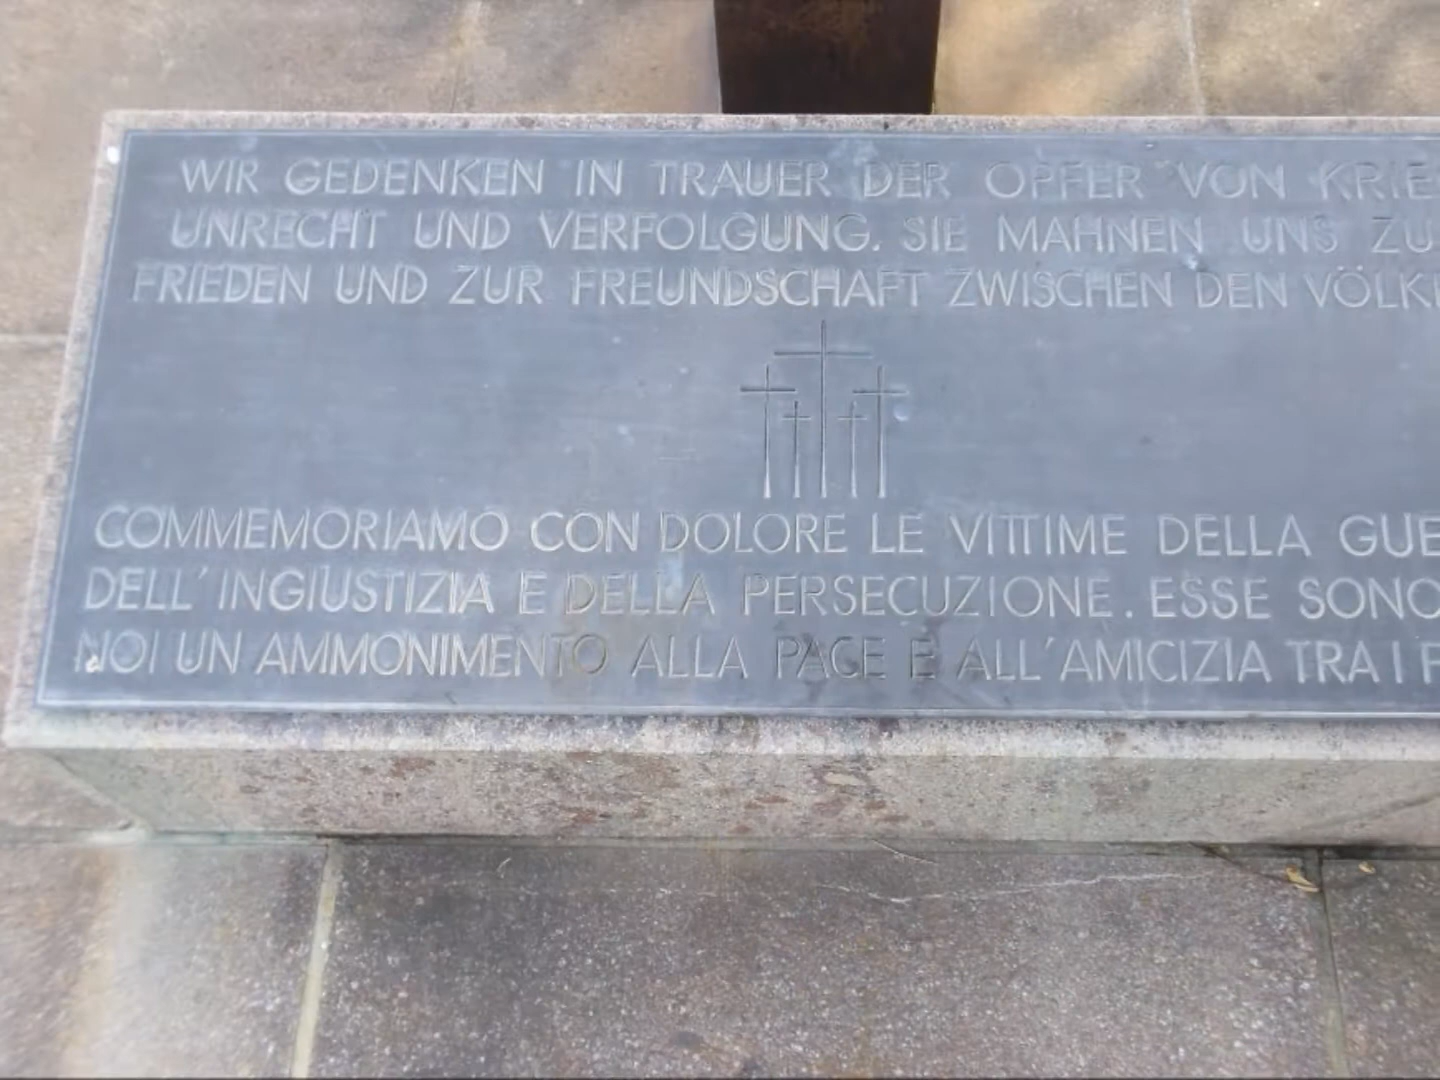 WIR GEDENKEN IN TRAUER DER OPFER VON
UNRECHT UND VERFOLGUNG. SIE MAHNEN UNS ZU
FRIEDEN UND ZUR FREUNDSCHAFT ZWISCHEN DEN
COMMEMORIAMO CON DOLORE LE VITTIME DELLA
DELL'INGIUSTIZIA E DELLA PERSECUZIONE. ESSE SONO
NOI UN AMMONIMENTO ALLA PACE E ALL'AMICIZIA TRA I